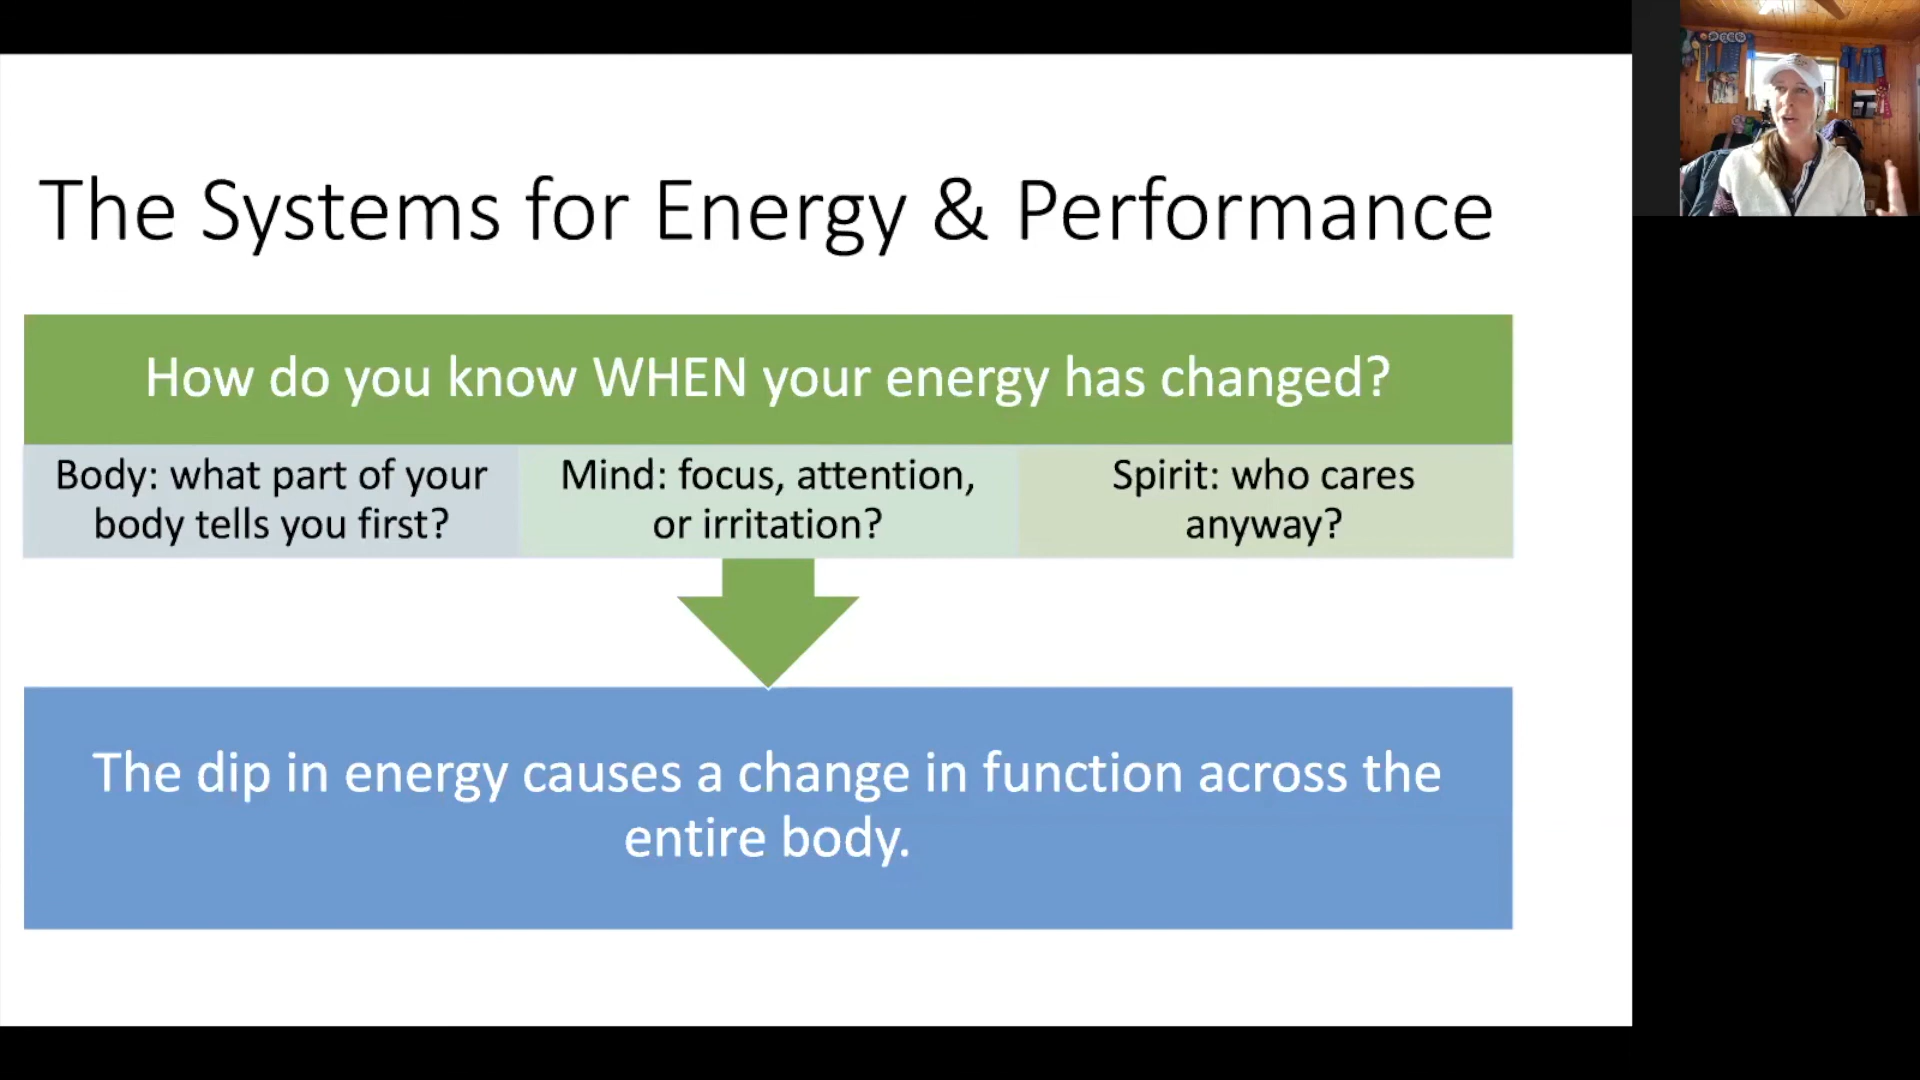 The Systems for Energy & Performance
How do you know WHEN your energy has changed?
Body: what part of your
body tells you first?
Mind: focus, attention,
or irritation?
Spirit: who cares
anyway?
The dip in energy causes a change in function across the
entire body.